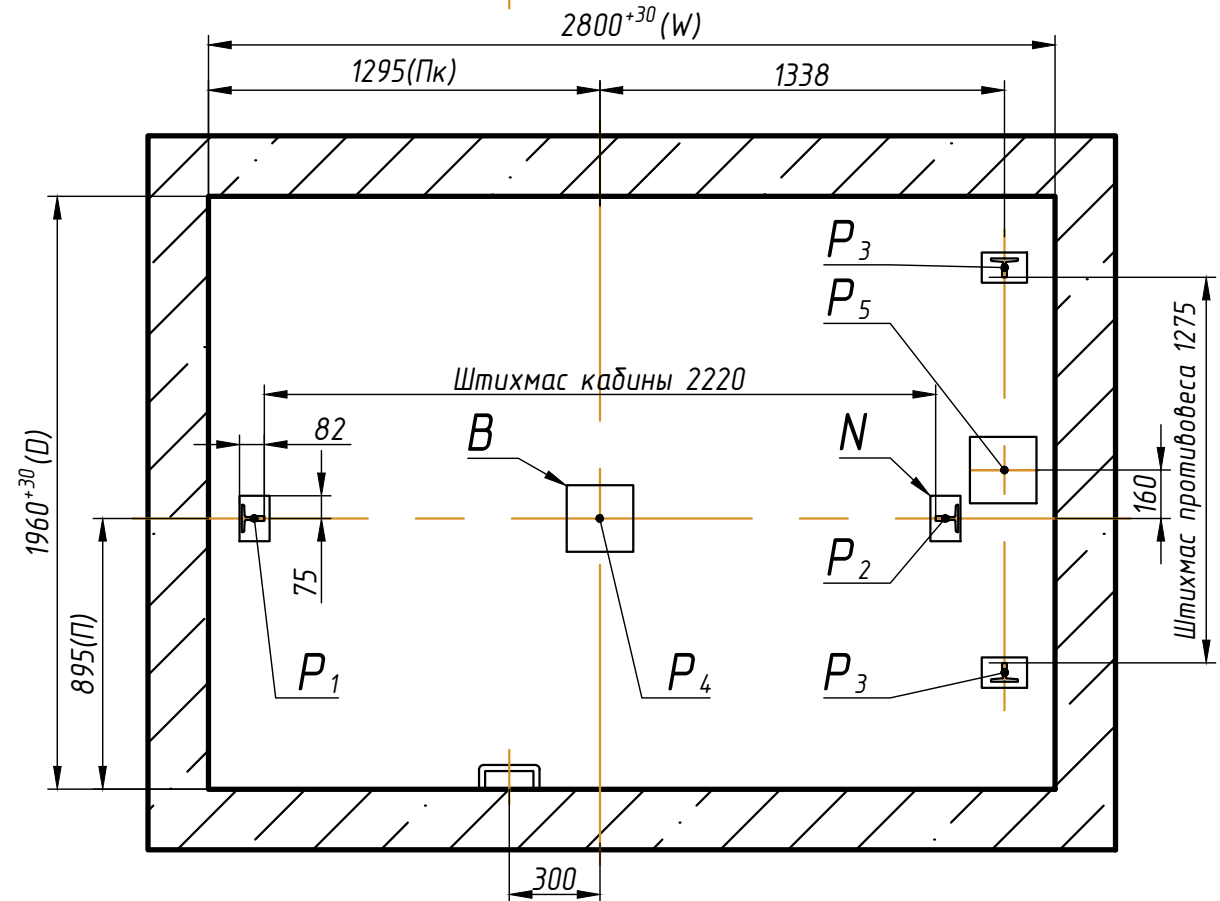 2800+30 (W)
1295(Пк)
1338
P3
P5
Штихмас кабины 2220
82
B
N
160
Штихмас противовеса 1275
1960+30 (D)
75
P2
895(П)
P1
P4
P3
300